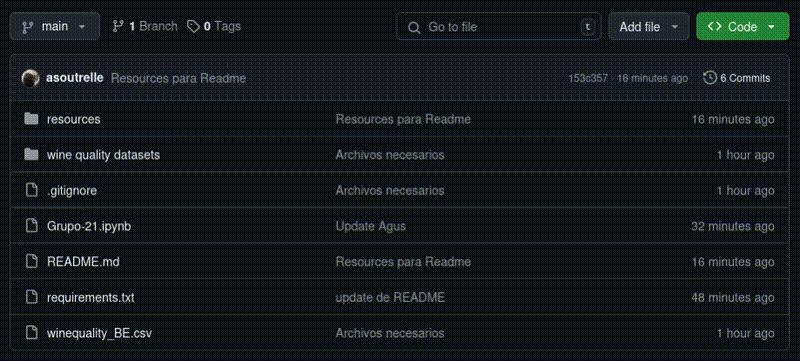 main 1 Branch 0 Tags Go to file t Add file Code
asoutrelle Resources para Readme 153c357 · 16 minutes ago 6 Commits
resources Resources para Readme 16 minutes ago
wine quality datasets Archivos necesarios 1 hour ago
.gitignore Archivos necesarios 1 hour ago
Grupo-21.ipynb Update Agus 32 minutes ago
README.md Resources para Readme 16 minutes ago
requirements.txt update de README 48 minutes ago
winequality_BE.csv Archivos necesarios 1 hour ago